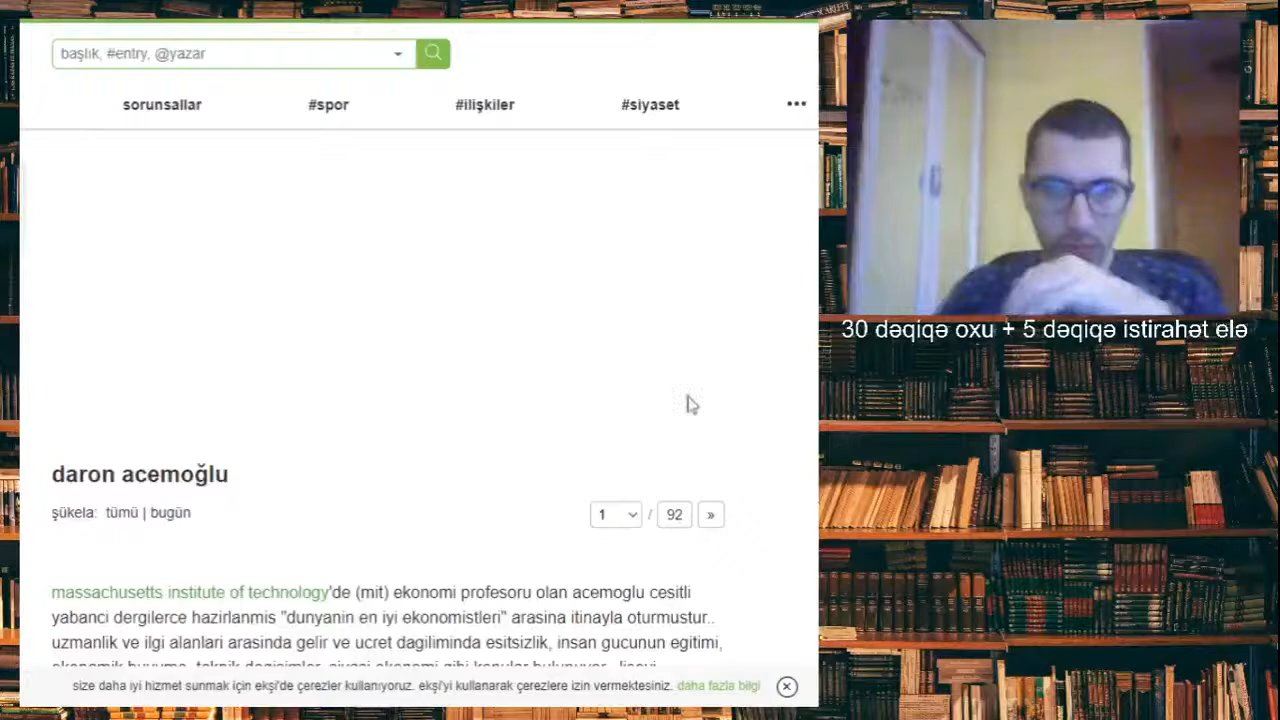 başlık, #entry, @yazar
sorunsallar #spor #ilişkiler #siyaset •••
30 dəqiqə oxu + 5 dəqiqə istirahət elə
daron acemoğlu
şükela: tümü | bugün
1 / 92 »
massachusetts institute of technology'de (mit) ekonomi profesoru olan acemoglu cesitli
yabanci dergilerce hazirlanmis "dunyanin en iyi ekonomistleri" arasina itinayla oturmustur..
uzmanlik ve ilgi alanlari arasinda gelir ve ucret dagiliminda esitsizlik, insan gucunun egitimi,
size daha iyi hizmet sunmak için ekşi'de çerezler kullanıyoruz. ekşi'yi kullanarak çerezlere izin vermektesiniz. daha fazla bilgi